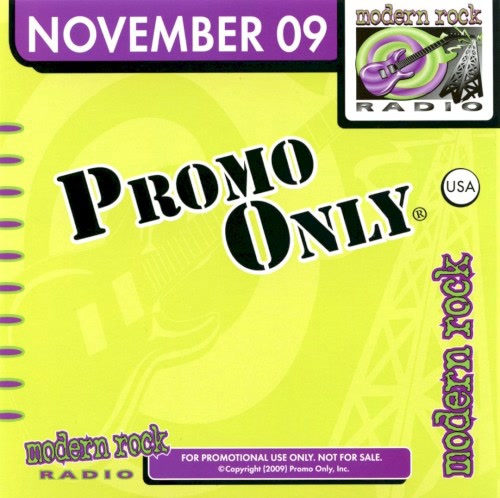 NOVEMBER 09
modern rock
RADIO
PROMO
ONLY®
USA
modern rock
modern rock
RADIO
FOR PROMOTIONAL USE ONLY. NOT FOR SALE.
©Copyright (2009) Promo Only, Inc.